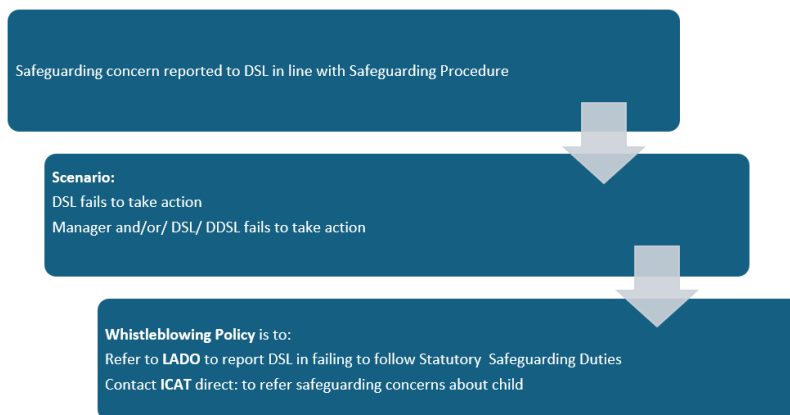 Safeguarding concern reported to DSL in line with Safeguarding Procedure
Scenario:
DSL fails to take action
Manager and/or/ DSL/ DDSL fails to take action
Whistleblowing Policy is to:
Refer to LADO to report DSL in failing to follow Statutory Safeguarding Duties
Contact ICAT direct: to refer safeguarding concerns about child